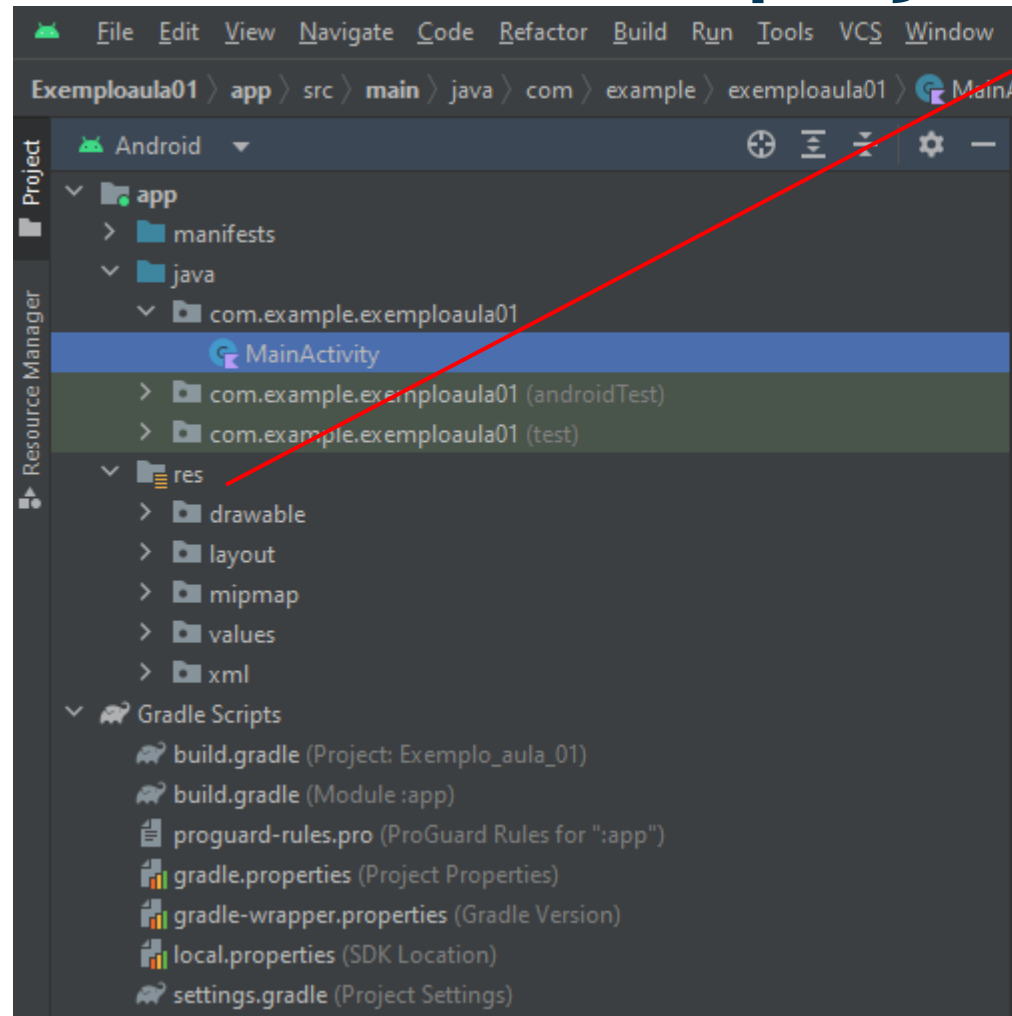 File Edit View Navigate Code Refactor Build Run Tools VCS Window
Exemploaula01 〉 app 〉 src 〉 main 〉 java 〉 com 〉 example 〉 exemploaula01 〉 MainA
Project
Android
app
manifests
java
com.example.exemploaula01
MainActivity
com.example.exemploaula01 (androidTest)
com.example.exemploaula01 (test)
Resource Manager
res
drawable
layout
mipmap
values
xml
Gradle Scripts
build.gradle (Project: Exemplo_aula_01)
build.gradle (Module :app)
proguard-rules.pro (ProGuard Rules for ":app")
gradle.properties (Project Properties)
gradle-wrapper.properties (Gradle Version)
local.properties (SDK Location)
settings.gradle (Project Settings)